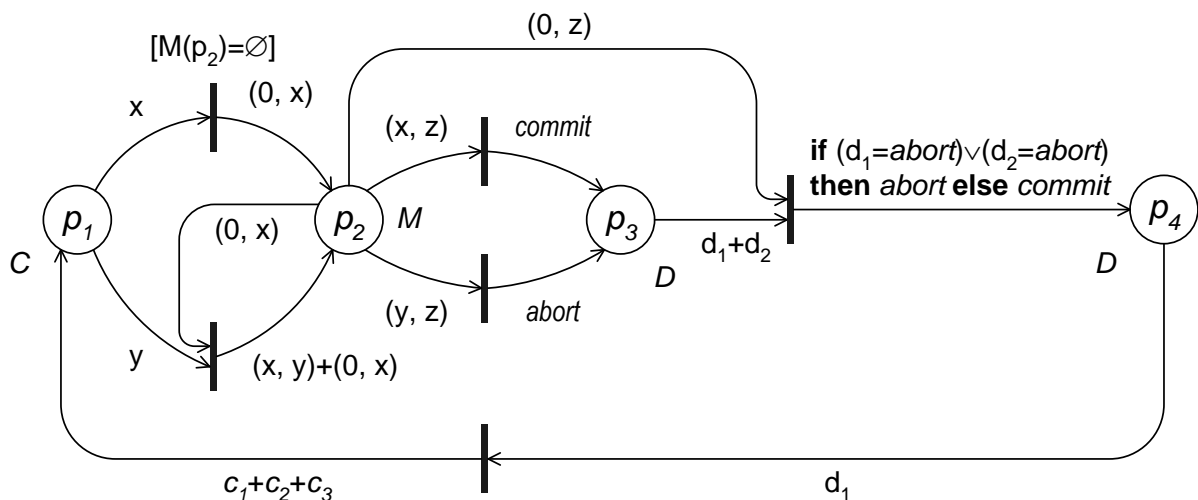 (0, z)
[M(p₂)=∅]
x
(0, x)
(x, z)
commit
if (d₁=abort)∨(d₂=abort)
then abort else commit
p₁
(0, x)
p₂
M
p₃
p₄
C
d₁+d₂
D
D
(y, z)
abort
y
(x, y)+(0, x)
c₁+c₂+c₃
d₁